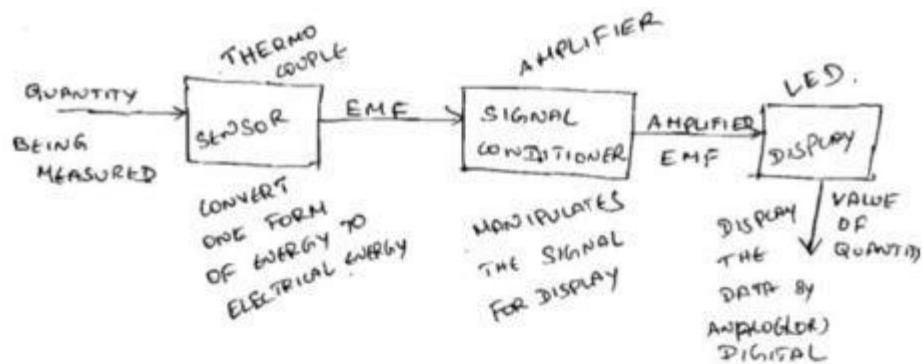 THERMO
COUPLE
AMPLIFIER
LED.
QUANTITY
BEING
MEASURED
SENSOR
EMF
SIGNAL
CONDITIONER
AMPLIFIER
EMF
DISPLAY
CONVERT
ONE FORM
OF ENERGY TO
ELECTRICAL ENERGY
MANIPULATES
THE SIGNAL
FOR DISPLAY
DISPLAY
THE
DATA BY
ANALOG(OR)
DIGITAL
VALUE
OF
QUANTITY